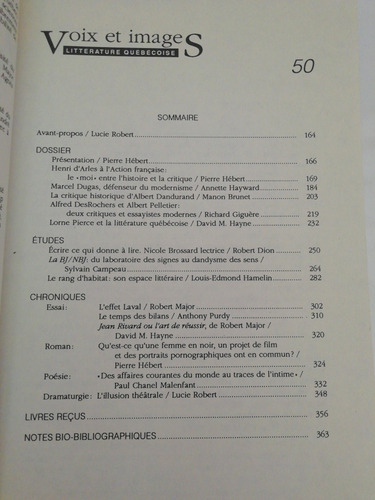 Voix et imageS
LITTÉRATURE QUÉBÉCOISE
50
SOMMAIRE
Avant-propos / Lucie Robert 164
DOSSIER
Présentation / Pierre Hébert 166
Henri d'Arles à l'Action française:
le «moi» entre l'histoire et la critique / Pierre Hébert 169
Marcel Dugas, défenseur du modernisme / Annette Hayward 184
La critique historique d'Albert Dandurand / Manon Brunet 203
Alfred DesRochers et Albert Pelletier:
deux critiques et essayistes modernes / Richard Giguère 219
Lorne Pierce et la littérature québécoise / David M. Hayne 232
ÉTUDES
Écrire ce qui donne à lire. Nicole Brossard lectrice / Robert Dion 250
La BJ/NBJ: du laboratoire des signes au dandysme des sens /
Sylvain Campeau 264
Le rang d'habitat: son espace littéraire / Louis-Edmond Hamelin 282
CHRONIQUES
Essai: L'effet Laval / Robert Major 302
Le temps des bilans / Anthony Purdy 310
Jean Rivard ou l'art de réussir, de Robert Major /
David M. Hayne 320
Roman: Qu'est-ce qu'une femme en noir, un projet de film
et des portraits pornographiques ont en commun? /
Pierre Hébert 324
Poésie: «Des affaires courantes du monde au traces de l'intime» /
Paul Chanel Malenfant 332
Dramaturgie: L'illusion théâtrale / Lucie Robert 348
LIVRES REÇUS 356
NOTES BIO-BIBLIOGRAPHIQUES 363